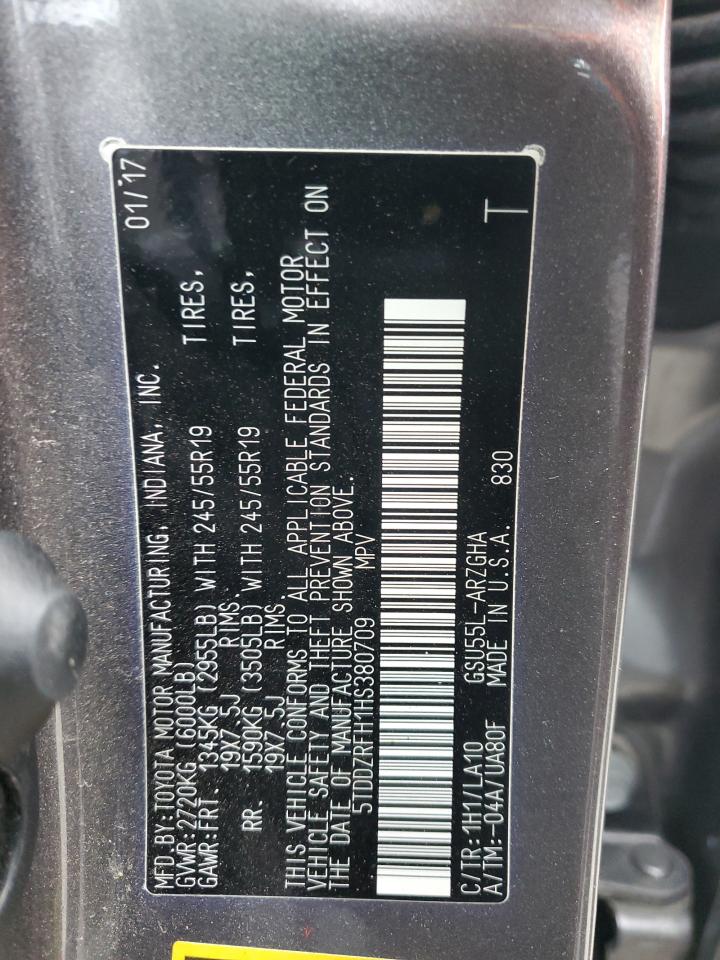 MFD.BY:TOYOTA MOTOR MANUFACTURING, INDIANA, INC. 01/17
GVWR:2720KG (6000LB)
GAWR:FRT. 1345KG (2955LB) WITH 245/55R19 TIRES,
19X7.5J RIMS.
RR. 1590KG (3505LB) WITH 245/55R19 TIRES,
19X7.5J RIMS
THIS VEHICLE CONFORMS TO ALL APPLICABLE FEDERAL MOTOR
VEHICLE SAFETY AND THEFT PREVENTION STANDARDS IN EFFECT ON
THE DATE OF MANUFACTURE SHOWN ABOVE.
5TDDZRFH1HS380709 MPV
C/TR:1H1/LA10 GSU55L-ARZGHA
A/TM:-04A/UA80F MADE IN U.S.A. 830 T